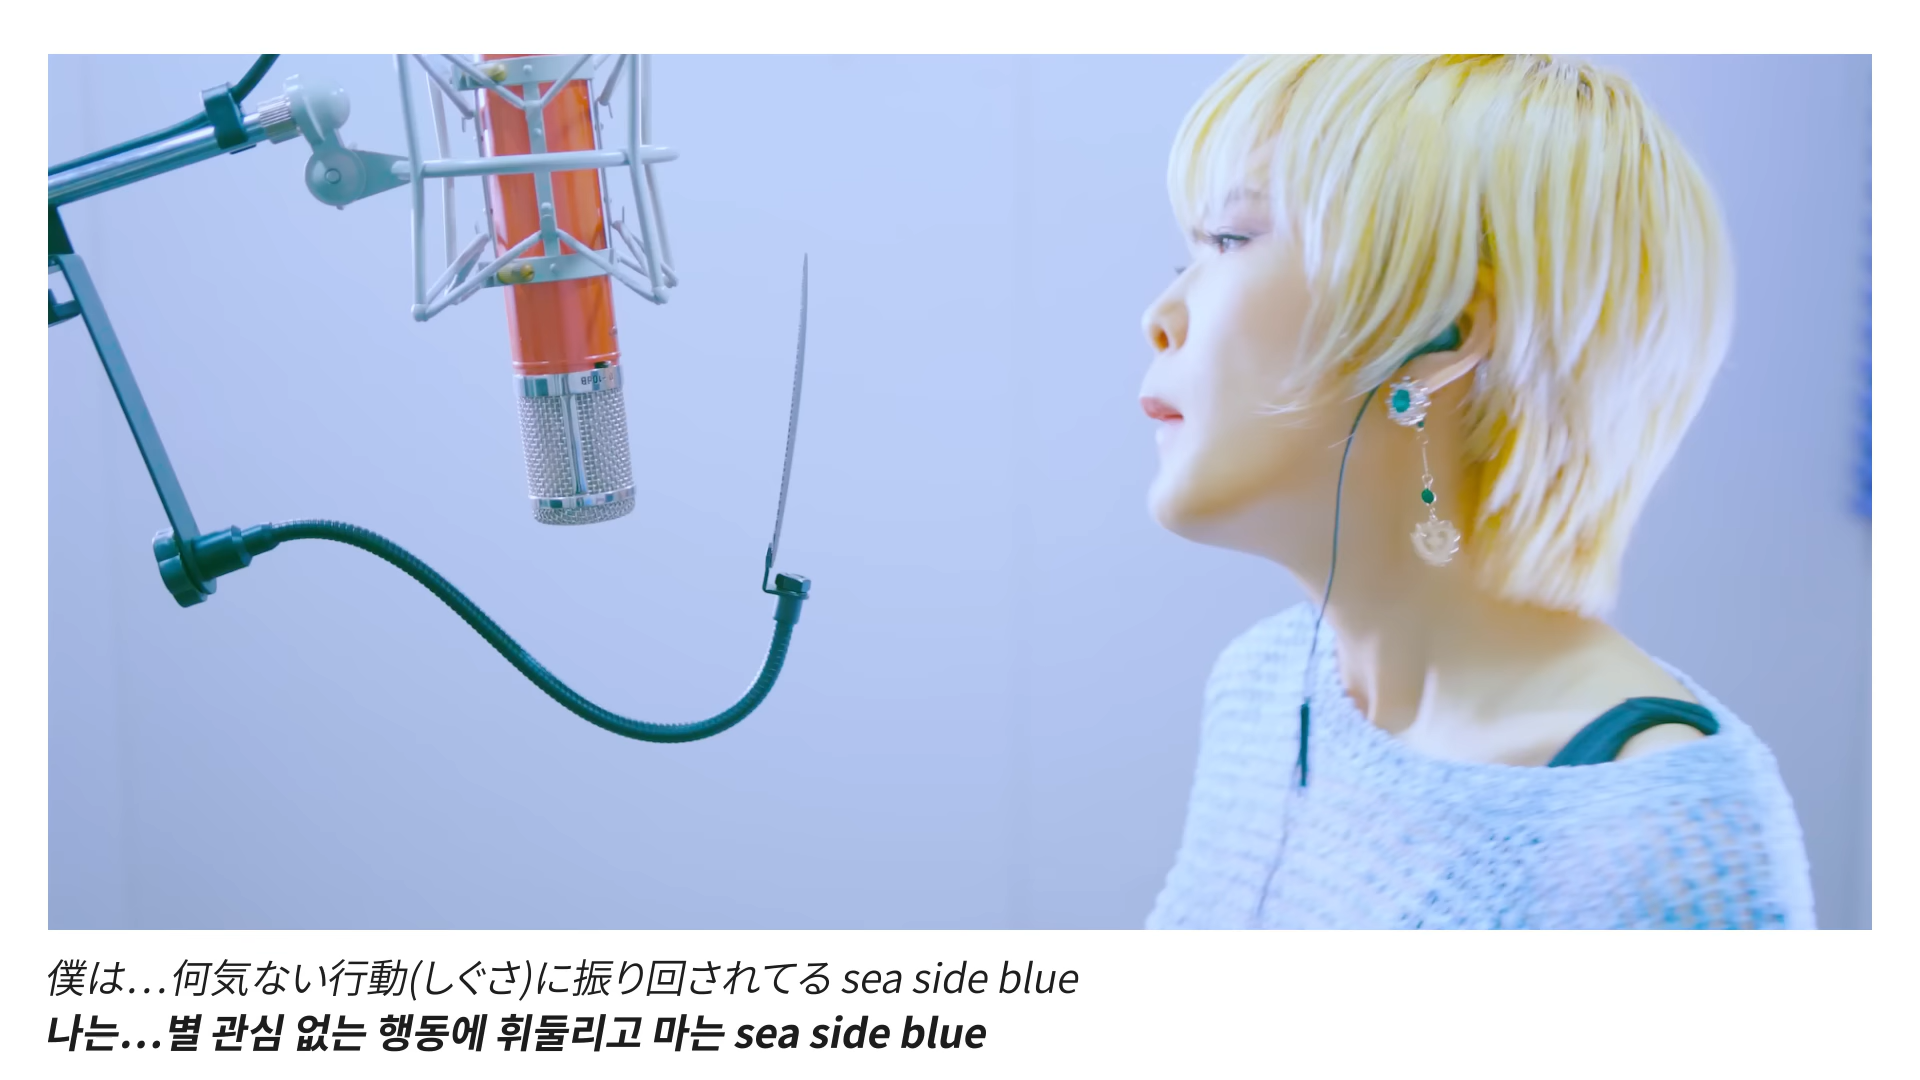 -10dB
僕は…何気ない行動(しぐさ)に振り回されてる sea side blue
나는…별 관심 없는 행동에 휘둘리고 마는 sea side blue